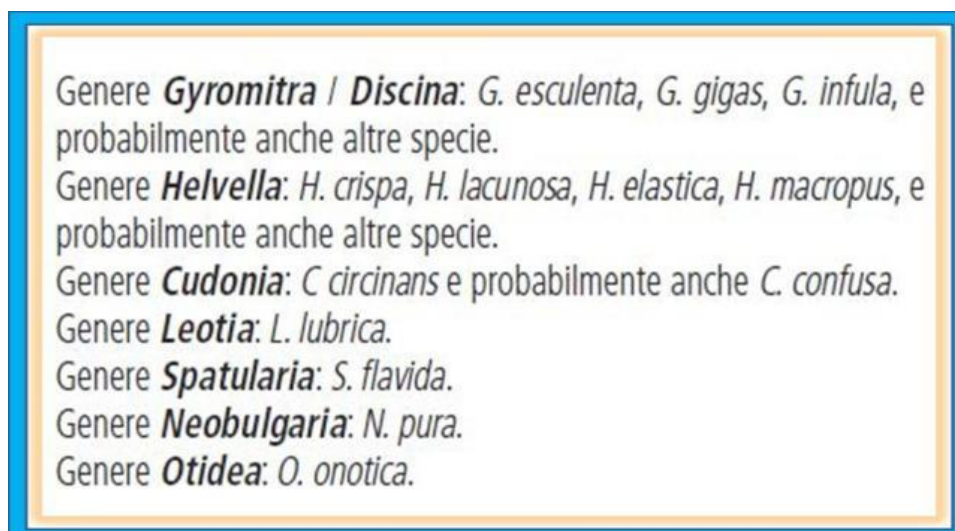 Genere Gyromitra / Discina: G. esculenta, G. gigas, G. infula, e
probabilmente anche altre specie.
Genere Helvella: H. crispa, H. lacunosa, H. elastica, H. macropus, e
probabilmente anche altre specie.
Genere Cudonia: C circinans e probabilmente anche C. confusa.
Genere Leotia: L. lubrica.
Genere Spatularia: S. flavida.
Genere Neobulgaria: N. pura.
Genere Otidea: O. onotica.